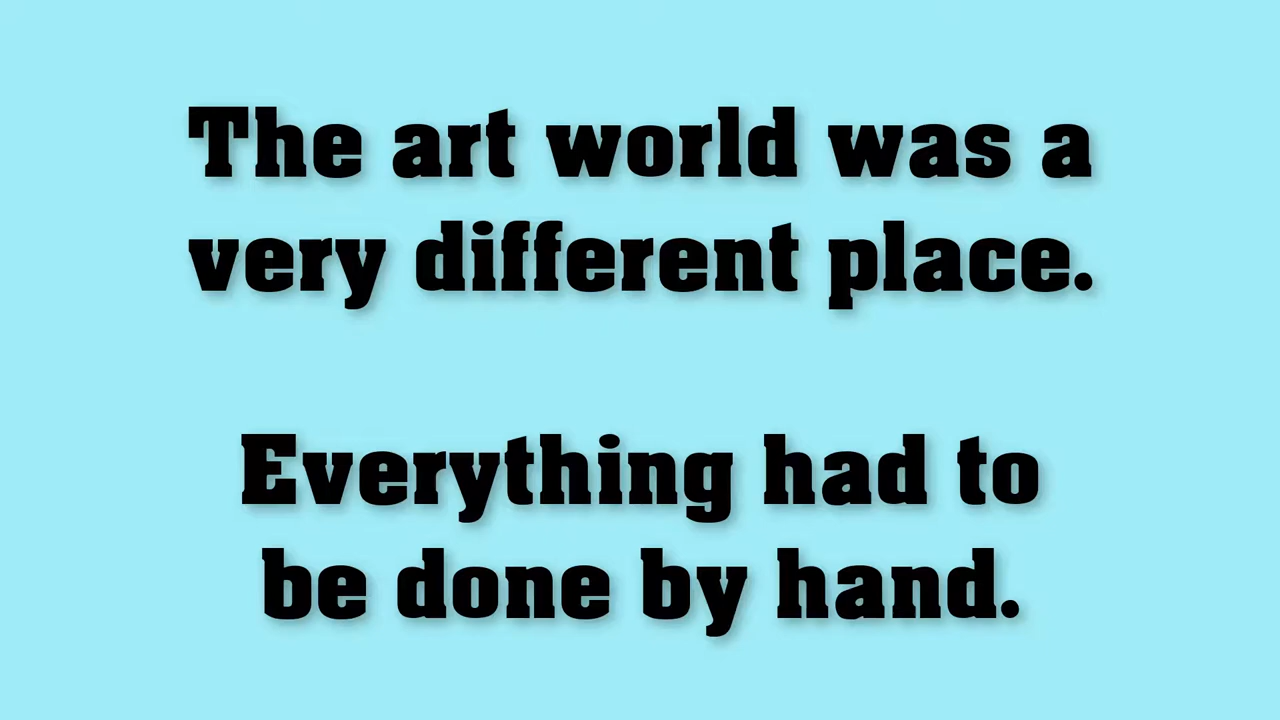 The art world was a
very different place.
Everything had to
be done by hand.